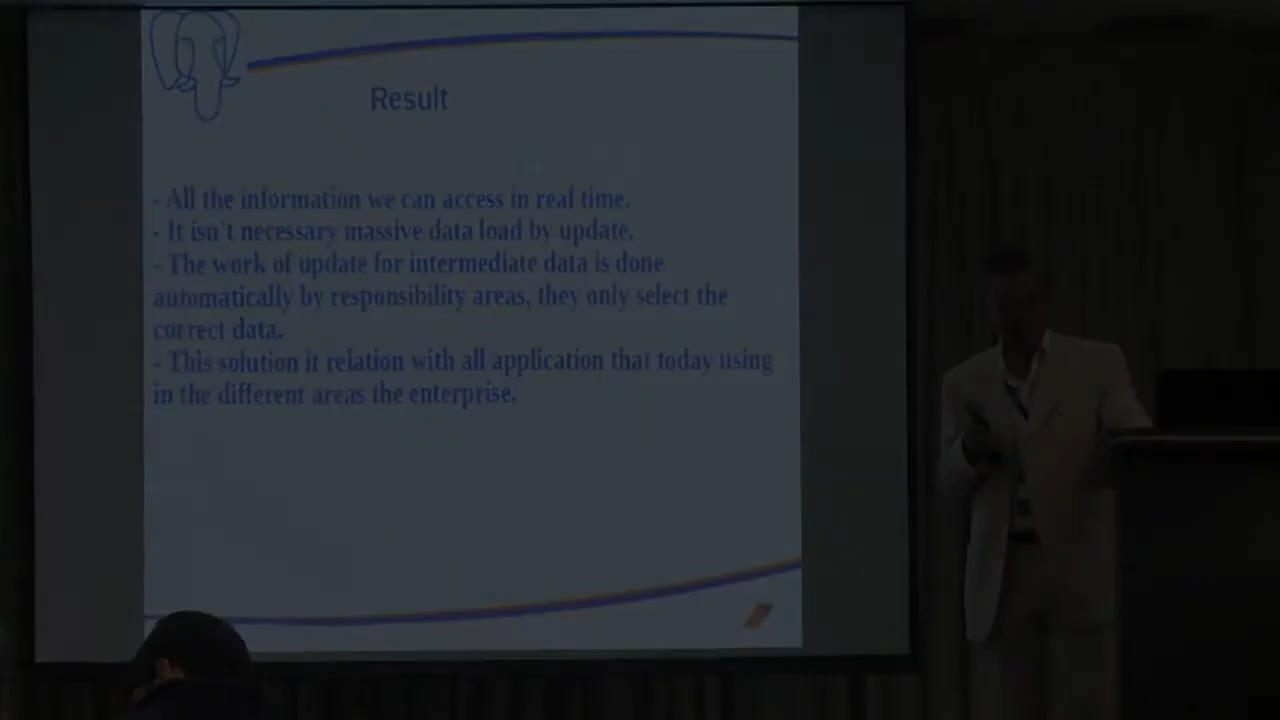 Result
- All the information we can access in real time.
- It isn't necessary massive data load by update.
- The work of update for intermediate data is done
automatically by responsibility areas, they only select the
correct data.
- This solution it relation with all application that today using
in the different areas the enterprise.